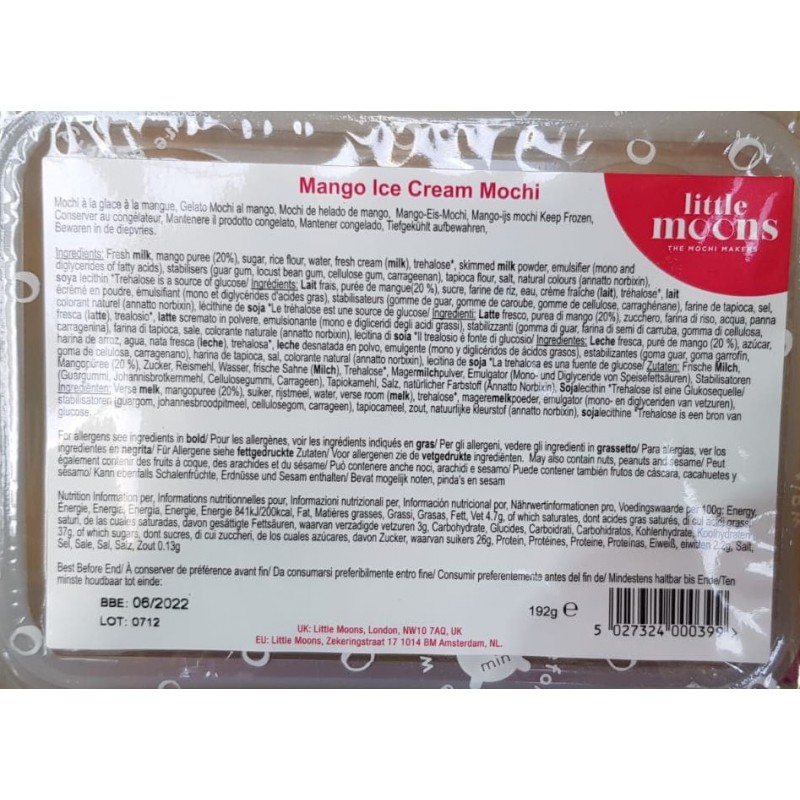 Mango Ice Cream Mochi
little
moons
THE MOCHI MAKERS
Mochi à la glace à la mangue, Gelato Mochi al mango, Mochi de helado de mango, Mango-Eis-Mochi, Mango-ijs mochi Keep Frozen,
Conserver au congélateur, Mantenere il prodotto congelato, Mantener congelado, Tiefgekühlt aufbewahren,
Bewaren in de diepvries.
Ingredients: Fresh milk, mango puree (20%), sugar, rice flour, water, fresh cream (milk), trehalose*, skimmed milk powder, emulsifier (mono and
diglycerides of fatty acids), stabilisers (guar gum, locust bean gum, cellulose gum, carrageenan), tapioca flour, salt, natural colours (annatto norbixin),
soya lecithin *Trehalose is a source of glucose/ Ingrédients: Lait frais, purée de mangue(20 %), sucre, farine de riz, eau, crème fraîche (lait), tréhalose*, lait
écrémé en poudre, émulsifiant (mono et diglycérides d'acides gras), stabilisateurs (gomme de guar, gomme de caroube, gomme de cellulose, carraghénane), farine de tapioca, sel,
colorant naturel (annatto norbixin), lécithine de soja *Le tréhalose est une source de glucose/ Ingredienti: Latte fresco, purea di mango (20%), zucchero, farina di riso, acqua, panna
fresca (latte), trealosio*, latte scremato in polvere, emulsionante (mono e digliceridi degli acidi grassi), stabilizzanti (gomma di guar, farina di semi di carruba, gomma di cellulosa,
carragenina), farina di tapioca, sale, colorante naturale (annatto norbixin), lecitina di soia *Il trealosio è fonte di glucosio/ Ingredientes: Leche fresca, puré de mango (20 %), azúcar,
harina de arroz, agua, nata fresca (leche), trehalosa*, leche desnatada en polvo, emulgente (mono y diglicéridos de ácidos grasos), estabilizantes (goma guar, goma garrofín,
goma de celulosa, carragenano), harina de tapioca, sal, colorante natural (annatto norbixin), lecitina de soja *La trehalosa es una fuente de glucosa/ Zutaten: Frische Milch,
Mangopüree (20 %), Zucker, Reismehl, Wasser, frische Sahne (Milch), Trehalose*, Magermilchpulver, Emulgator (Mono- und Diglyceride von Speisefettsäuren), Stabilisatoren
(Guargummi, Johannisbrotkernmehl, Cellulosegummi, Carrageen), Tapiokamehl, Salz, natürlicher Farbstoff (Annatto Norbixin), Sojalecithin *Trehalose ist eine Glukosequelle/
Ingrediënten: Verse melk, mangopuree (20%), suiker, rijstmeel, water, verse room (melk), trehalose*, mageremelkpoeder, emulgator (mono- en diglyceriden van vetzuren),
stabilisatoren (guargom, johannesbroodpitmeel, cellulosegom, carrageen), tapiocameel, zout, natuurlijke kleurstof (annatto norbixin), sojalecithine *Trehalose is een bron van
glucose.
For allergens see ingredients in bold/ Pour les allergènes, voir les ingrédients indiqués en gras/ Per gli allergeni, vedere gli ingredienti in grassetto/ Para alergias, ver los
ingredientes en negrita/ Für Allergene siehe fettgedruckte Zutaten/ Voor allergenen zie de vetgedrukte ingrediënten. May also contain nuts, peanuts and sesame/ Peut
également contenir des fruits à coque, des arachides et du sésame/ Può contenere anche noci, arachidi e sesamo/ Puede contener también frutos de cáscara, cacahuetes y
sésamo/ Kann ebenfalls Schalenfrüchte, Erdnüsse und Sesam enthalten/ Bevat mogelijk noten, pinda's en sesam
Nutrition Information per, Informations nutritionnelles pour, Informazioni nutrizionali per, Información nutricional por, Nährwertinformationen pro, Voedingswaarde per 100g: Energy,
Énergie, Energia, Energía, Energie, Energie 841kJ/200kcal, Fat, Matières grasses, Grassi, Grasas, Fett, Vet 4.7g, of which saturates, dont acides gras saturés, di cui acidi grassi
saturi, de las cuales saturadas, davon gesättigte Fettsäuren, waarvan verzadigde vetzuren 3g, Carbohydrate, Glucides, Carboidrati, Carbohidratos, Kohlenhydrate, Koolhydraten
37g, of which sugars, dont sucres, di cui zuccheri, de los cuales azúcares, davon Zucker, waarvan suikers 26g, Protein, Protéines, Proteine, Proteínas, Eiweiß, eiwitten Salt,
Sel, Sale, Sal, Salz, Zout 0.13g
Best Before End/ À conserver de préférence avant fin/ Da consumarsi preferibilmente entro fine/ Consumir preferentemente antes del fin de/ Mindestens haltbar bis Ende/Ten
minste houdbaar tot einde:
BBE: 06/2022
LOT: 0712
192g e
5 027324 000399 >
UK: Little Moons, London, NW10 7AQ, UK
EU: Little Moons, Zekeringstraat 17 1014 BM Amsterdam, NL.
min